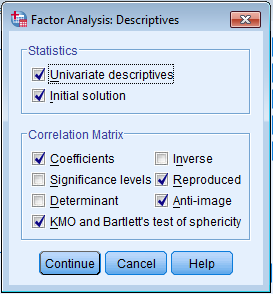 Factor Analysis: Descriptives
Statistics
Univariate descriptives
Initial solution
Correlation Matrix
Coefficients Inverse
Significance levels Reproduced
Determinant Anti-image
KMO and Bartlett's test of sphericity
Continue Cancel Help